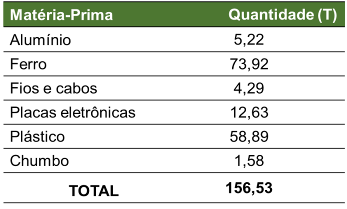 Matéria-Prima Quantidade (T)
Alumínio 5,22
Ferro 73,92
Fios e cabos 4,29
Placas eletrônicas 12,63
Plástico 58,89
Chumbo 1,58
TOTAL 156,53